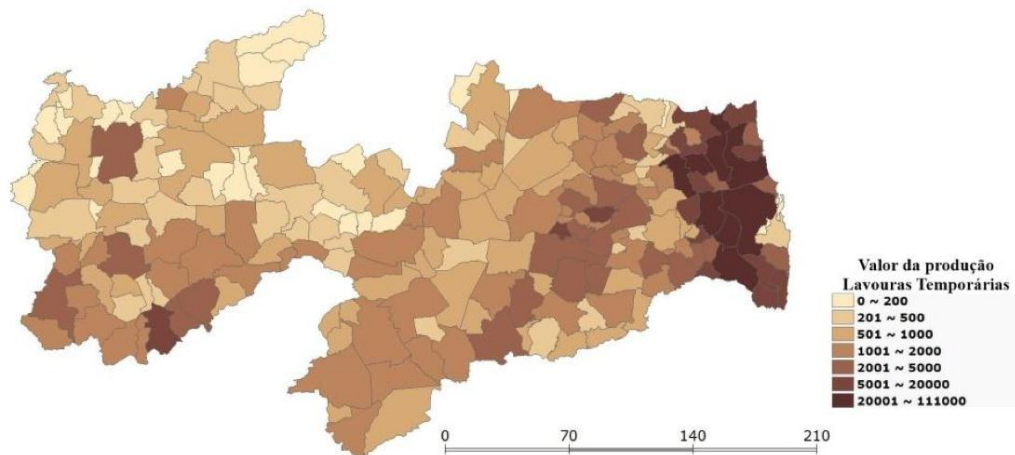 Valor da produção
Lavouras Temporárias
0 ~ 200
201 ~ 500
501 ~ 1000
1001 ~ 2000
2001 ~ 5000
5001 ~ 20000
20001 ~ 111000
0 70 140 210